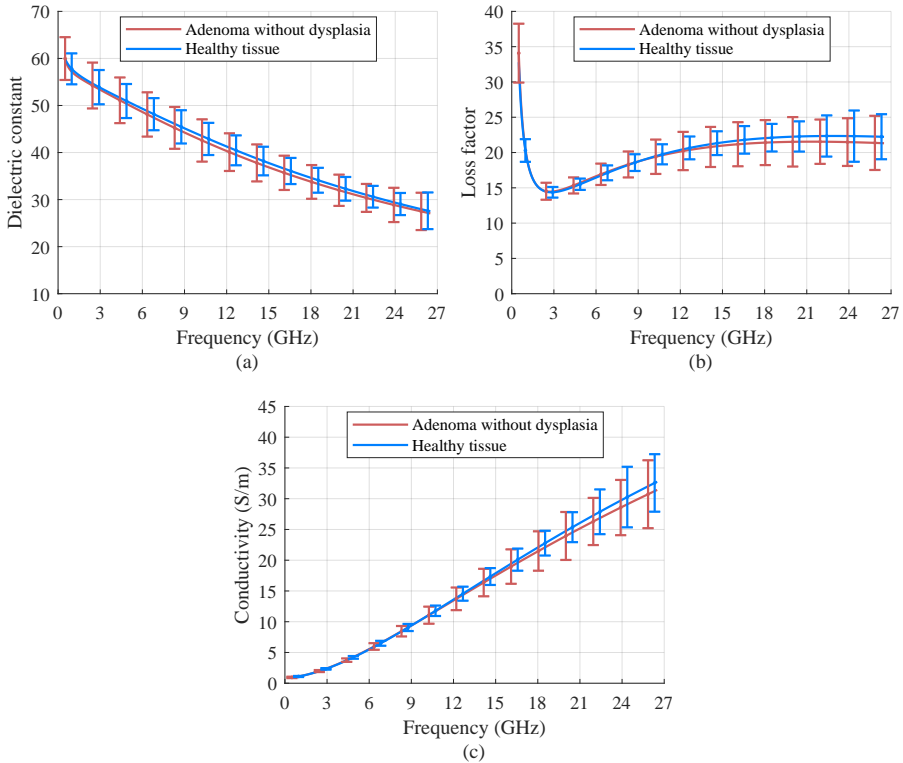 Adenoma without dysplasia
Healthy tissue
Dielectric constant
70
60
50
40
30
20
10
0 3 6 9 12 15 18 21 24 27
Frequency (GHz)
(a)
Adenoma without dysplasia
Healthy tissue
Loss factor
40
35
30
25
20
15
10
5
0
0 3 6 9 12 15 18 21 24 27
Frequency (GHz)
(b)
Adenoma without dysplasia
Healthy tissue
Conductivity (S/m)
45
40
35
30
25
20
15
10
5
0
0 3 6 9 12 15 18 21 24 27
Frequency (GHz)
(c)